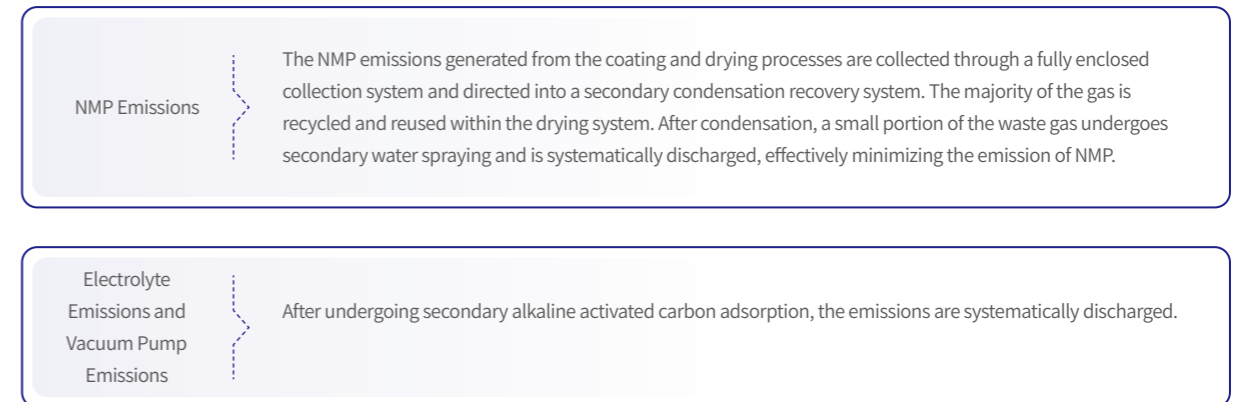 NMP Emissions
The NMP emissions generated from the coating and drying processes are collected through a fully enclosed
collection system and directed into a secondary condensation recovery system. The majority of the gas is
recycled and reused within the drying system. After condensation, a small portion of the waste gas undergoes
secondary water spraying and is systematically discharged, effectively minimizing the emission of NMP.
Electrolyte
Emissions and
Vacuum Pump
Emissions
After undergoing secondary alkaline activated carbon adsorption, the emissions are systematically discharged.